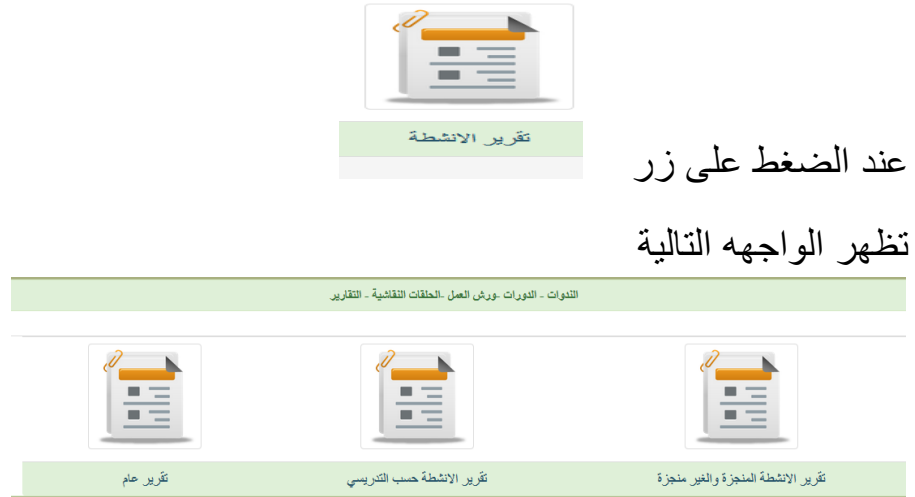 تقرير الانشطة
عند الضغط على زر
تظهر الواجهه التالية
الندوات - الدورات -ورش العمل -الحلقات النقاشية - التقارير
تقرير الانشطة المنجزة والغير منجزة
تقرير الانشطة حسب التدريسي
تقرير عام